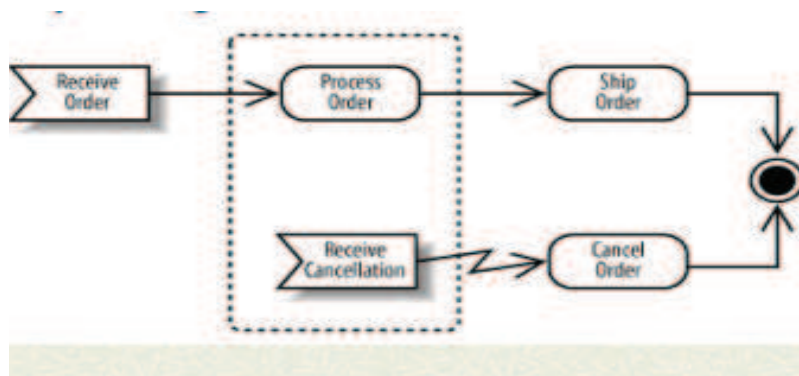 Receive
Order
Process
Order
Ship
Order
Receive
Cancellation
Cancel
Order